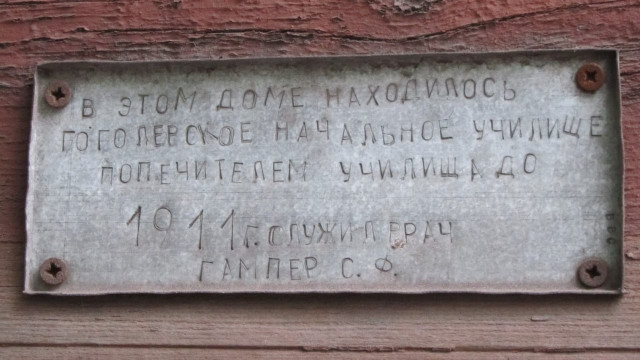 В ЭТОМ ДОМЕ НАХОДИЛОСЬ
ГОГОЛЕВСКОЕ НАЧАЛЬНОЕ УЧИЛИЩЕ
ПОПЕЧИТЕЛЕМ УЧИЛИЩА ДО
1911 Г. СЛУЖИЛ ВРАЧ
ГАМПЕР С. Ф.